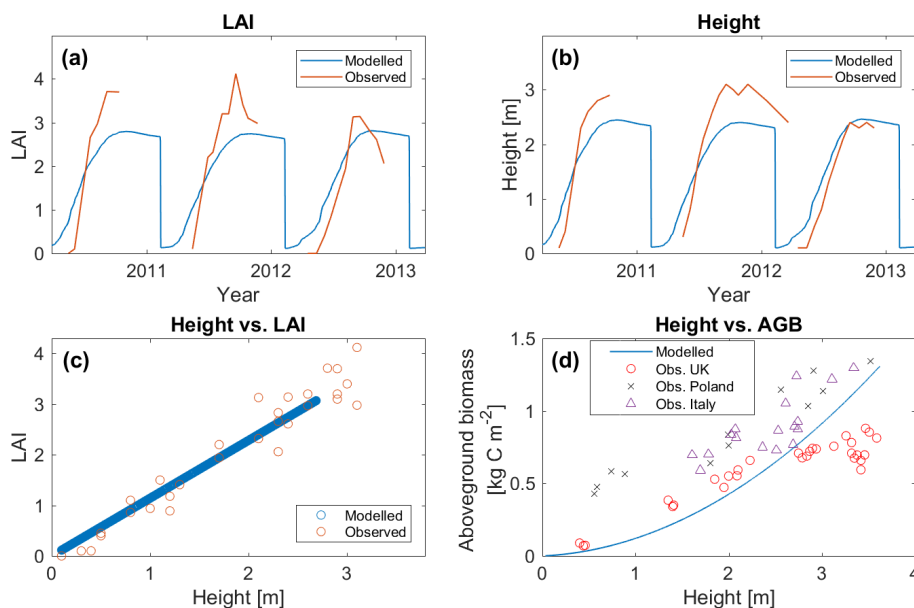 LAI
(a)
Modelled
Observed
4
3
2
1
0
LAI
2011
2012
2013
Year
Height
(b)
Modelled
Observed
3
2
1
0
Height [m]
2011
2012
2013
Year
Height vs. LAI
(c)
4
3
2
1
0
LAI
Modelled
Observed
0
1
2
3
Height [m]
Height vs. AGB
(d)
Modelled
Obs. UK
Obs. Poland
Obs. Italy
1.5
1
0.5
0
Aboveground biomass
[kg C m-2]
0
1
2
3
4
Height [m]